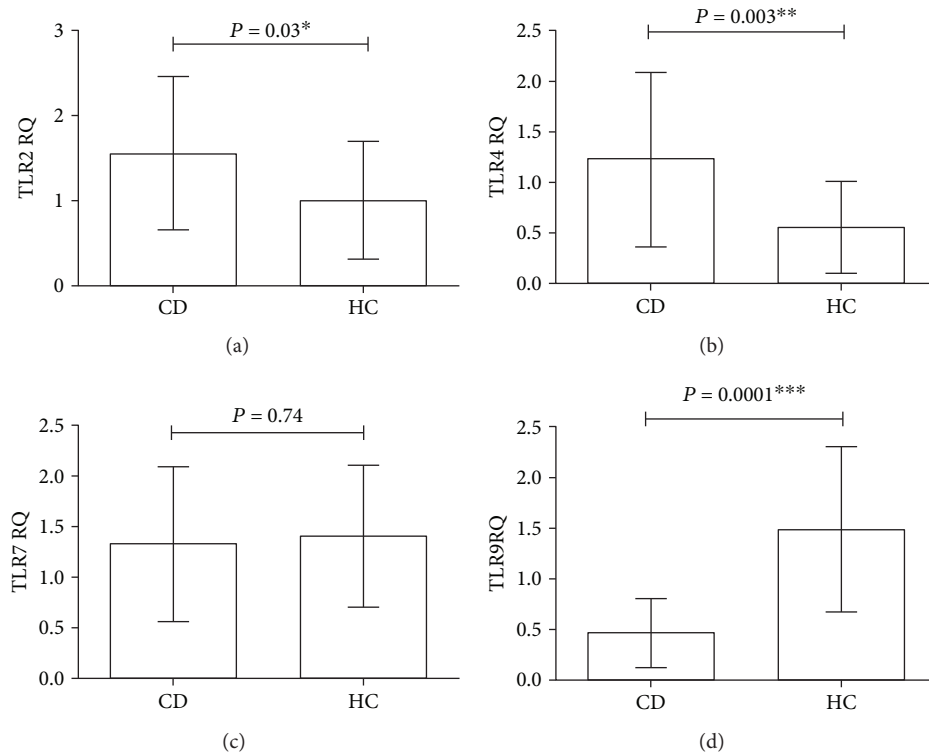 P = 0.03*
3
2
1
0
TLR2 RQ
CD HC
(a)
P = 0.003**
2.5
2.0
1.5
1.0
0.5
0.0
TLR4 RQ
CD HC
(b)
P = 0.74
2.5
2.0
1.5
1.0
0.5
0.0
TLR7 RQ
CD HC
(c)
P = 0.0001***
2.5
2.0
1.5
1.0
0.5
0.0
TLR9RQ
CD HC
(d)